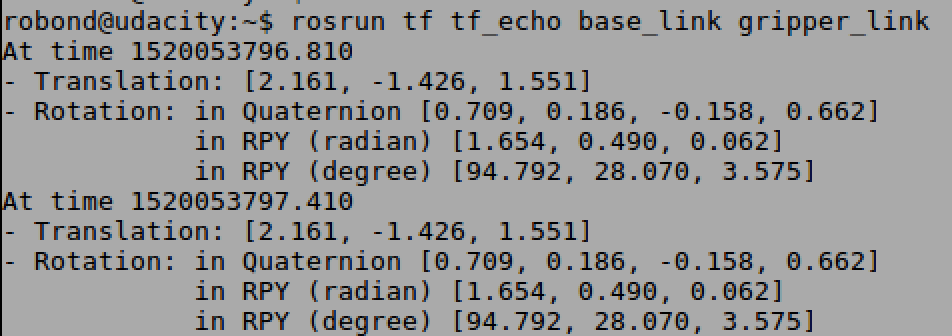 robond@udacity:~$ rosrun tf tf_echo base_link gripper_link
At time 1520053796.810
- Translation: [2.161, -1.426, 1.551]
- Rotation: in Quaternion [0.709, 0.186, -0.158, 0.662]
            in RPY (radian) [1.654, 0.490, 0.062]
            in RPY (degree) [94.792, 28.070, 3.575]
At time 1520053797.410
- Translation: [2.161, -1.426, 1.551]
- Rotation: in Quaternion [0.709, 0.186, -0.158, 0.662]
            in RPY (radian) [1.654, 0.490, 0.062]
            in RPY (degree) [94.792, 28.070, 3.575]